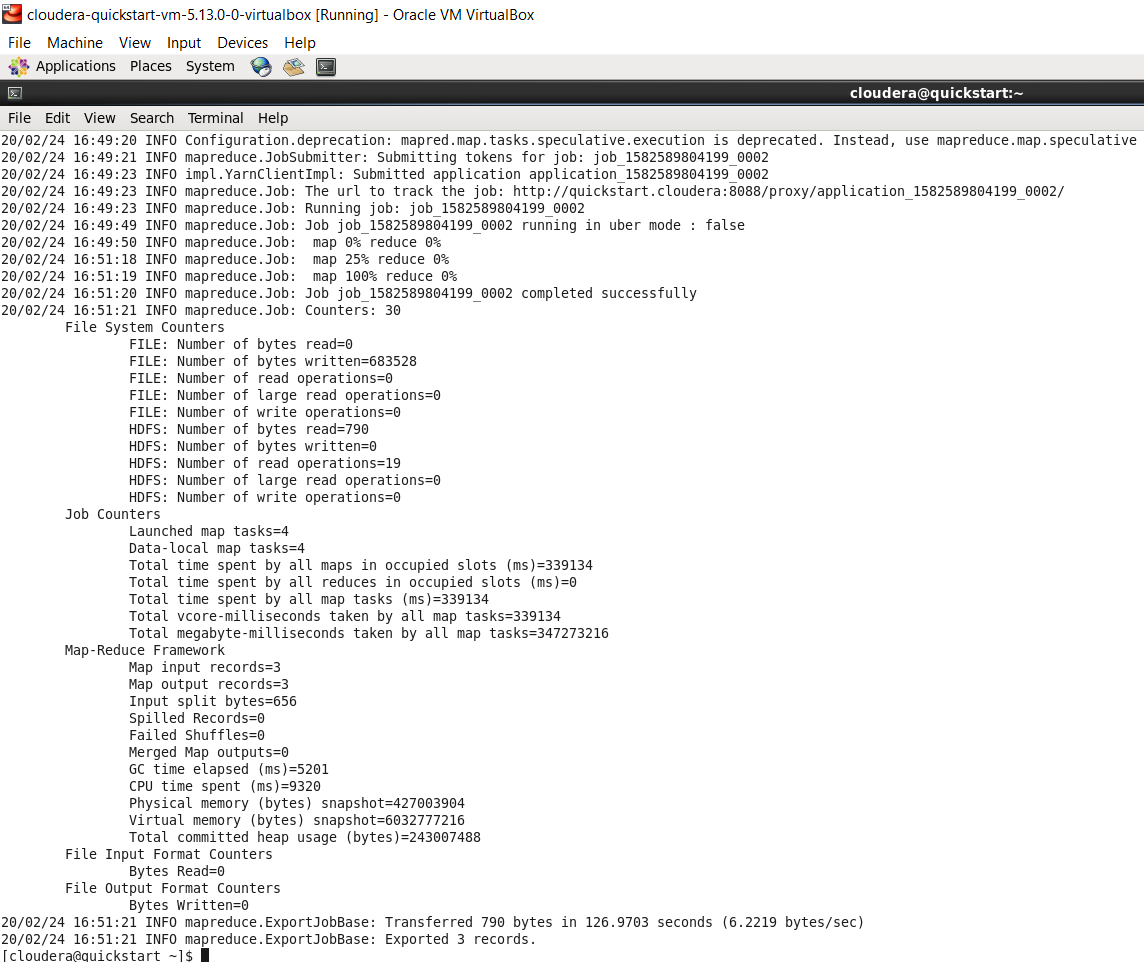 cloudera-quickstart-vm-5.13.0-0-virtualbox [Running] - Oracle VM VirtualBox
File Machine View Input Devices Help
Applications Places System
cloudera@quickstart:~
File Edit View Search Terminal Help
20/02/24 16:49:20 INFO Configuration.deprecation: mapred.map.tasks.speculative.execution is deprecated. Instead, use mapreduce.map.speculative
20/02/24 16:49:21 INFO mapreduce.JobSubmitter: Submitting tokens for job: job_1582589804199_0002
20/02/24 16:49:23 INFO impl.YarnClientImpl: Submitted application application_1582589804199_0002
20/02/24 16:49:23 INFO mapreduce.Job: The url to track the job: http://quickstart.cloudera:8088/proxy/application_1582589804199_0002/
20/02/24 16:49:23 INFO mapreduce.Job: Running job: job_1582589804199_0002
20/02/24 16:49:49 INFO mapreduce.Job: Job job_1582589804199_0002 running in uber mode : false
20/02/24 16:49:50 INFO mapreduce.Job:  map 0% reduce 0%
20/02/24 16:51:18 INFO mapreduce.Job:  map 25% reduce 0%
20/02/24 16:51:19 INFO mapreduce.Job:  map 100% reduce 0%
20/02/24 16:51:20 INFO mapreduce.Job: Job job_1582589804199_0002 completed successfully
20/02/24 16:51:21 INFO mapreduce.Job: Counters: 30
File System Counters
FILE: Number of bytes read=0
FILE: Number of bytes written=683528
FILE: Number of read operations=0
FILE: Number of large read operations=0
FILE: Number of write operations=0
HDFS: Number of bytes read=790
HDFS: Number of bytes written=0
HDFS: Number of read operations=19
HDFS: Number of large read operations=0
HDFS: Number of write operations=0
Job Counters
Launched map tasks=4
Data-local map tasks=4
Total time spent by all maps in occupied slots (ms)=339134
Total time spent by all reduces in occupied slots (ms)=0
Total time spent by all map tasks (ms)=339134
Total vcore-milliseconds taken by all map tasks=339134
Total megabyte-milliseconds taken by all map tasks=347273216
Map-Reduce Framework
Map input records=3
Map output records=3
Input split bytes=656
Spilled Records=0
Failed Shuffles=0
Merged Map outputs=0
GC time elapsed (ms)=5201
CPU time spent (ms)=9320
Physical memory (bytes) snapshot=427003904
Virtual memory (bytes) snapshot=6032777216
Total committed heap usage (bytes)=243007488
File Input Format Counters
Bytes Read=0
File Output Format Counters
Bytes Written=0
20/02/24 16:51:21 INFO mapreduce.ExportJobBase: Transferred 790 bytes in 126.9703 seconds (6.2219 bytes/sec)
20/02/24 16:51:21 INFO mapreduce.ExportJobBase: Exported 3 records.
[cloudera@quickstart ~]$